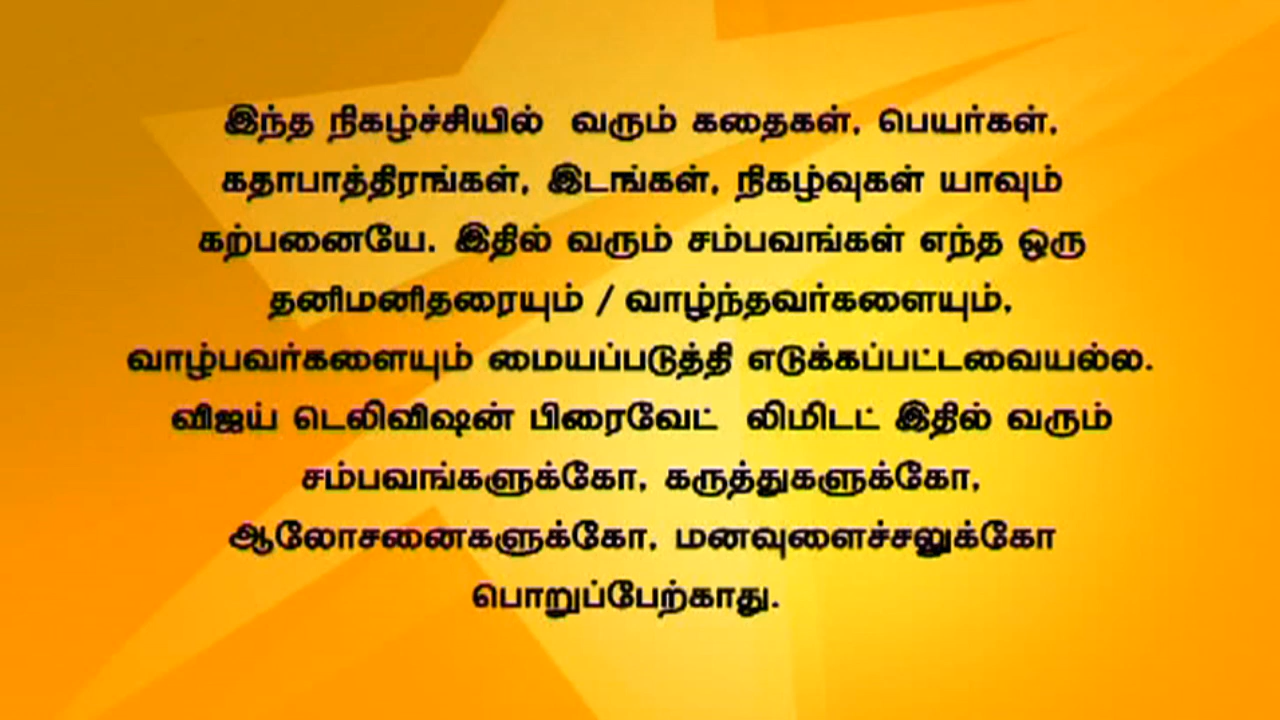 இந்த நிகழ்ச்சியில் வரும் கதைகள், பெயர்கள்,
கதாபாத்திரங்கள், இடங்கள், நிகழ்வுகள் யாவும்
கற்பனையே. இதில் வரும் சம்பவங்கள் எந்த ஒரு
தனிமனிதரையும் / வாழ்ந்தவர்களையும்,
வாழ்பவர்களையும் மையப்படுத்தி எடுக்கப்பட்டவையல்ல.
விஜய் டெலிவிஷன் பிரைவேட் லிமிடட் இதில் வரும்
சம்பவங்களுக்கோ, கருத்துகளுக்கோ,
ஆலோசனைகளுக்கோ, மனவுளைச்சலுக்கோ
பொறுப்பேற்காது.